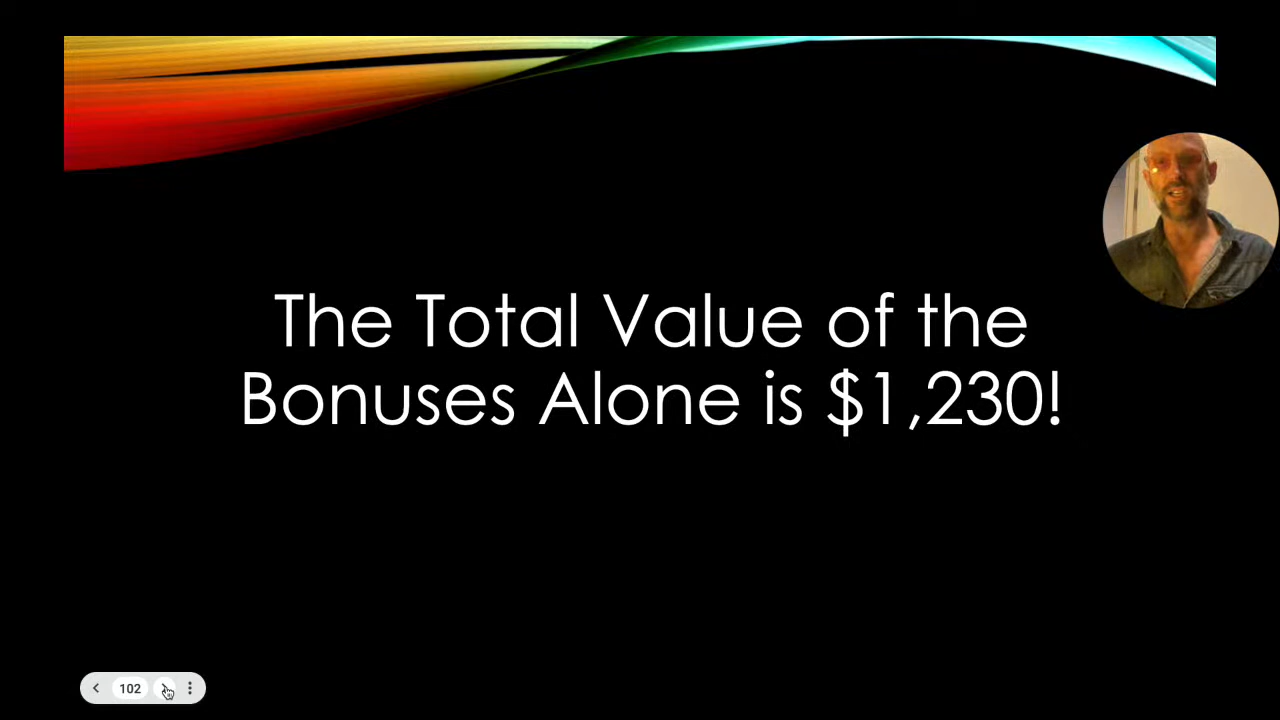 The Total Value of the
Bonuses Alone is $1,230!
102